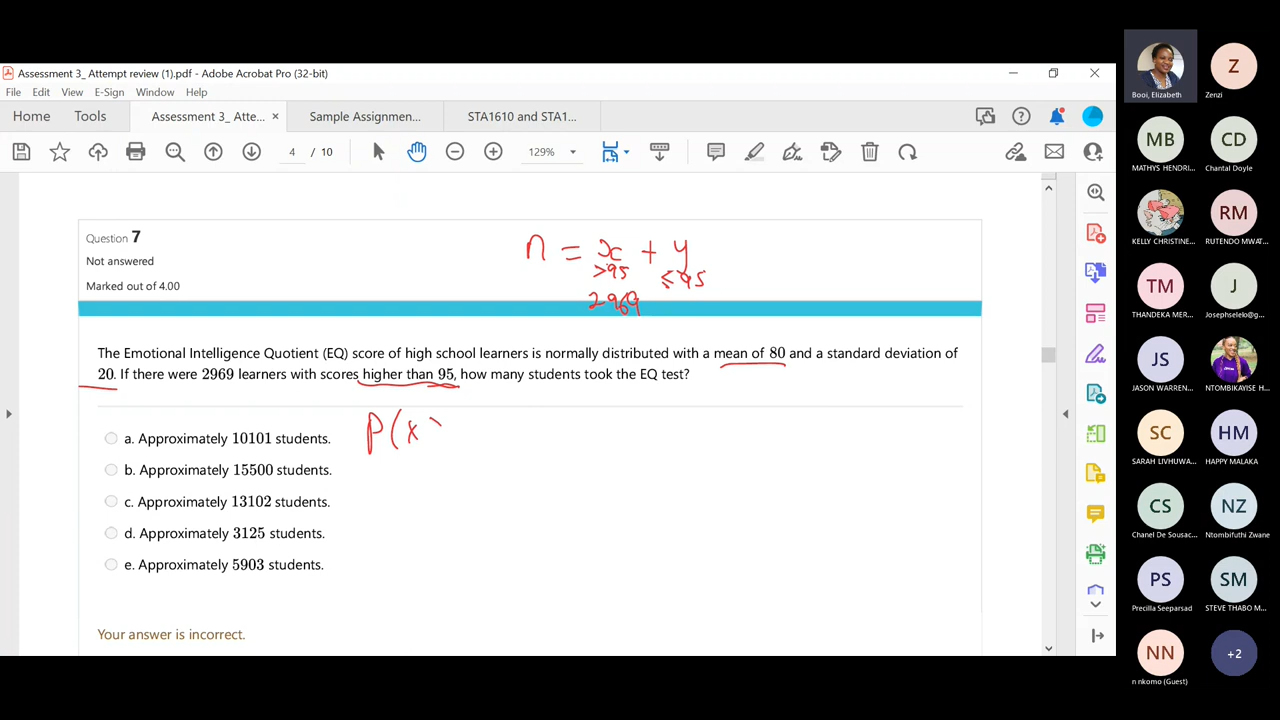 Assessment 3_ Attempt review (1).pdf - Adobe Acrobat Pro (32-bit)
File Edit View E-Sign Window Help
Home Tools Assessment 3_ Atte... × Sample Assignmen... STA1610 and STA1...
4 / 10 129%
Question 7
Not answered
Marked out of 4.00
n = x + y
>95 ≤95
2969
The Emotional Intelligence Quotient (EQ) score of high school learners is normally distributed with a mean of 80 and a standard deviation of
20. If there were 2969 learners with scores higher than 95, how many students took the EQ test?
a. Approximately 10101 students.
P(x
b. Approximately 15500 students.
c. Approximately 13102 students.
d. Approximately 3125 students.
e. Approximately 5903 students.
Your answer is incorrect.
Booi, Elizabeth
Z
Zenzi
MB
MATHYS HENDRI...
CD
Chantal Doyle
KELLY CHRISTINE...
RM
RUTENDO MWAT...
TM
THANDEKA MER...
J
Josephselelo@g...
JS
JASON WARREN...
NTOMBIKAYISE H...
SC
SARAH LIVHUWA...
HM
HAPPY MALAKA
CS
Chanel De Sousac...
NZ
Ntombifuthi Zwane
PS
Precilla Seeparsad
SM
STEVE THABO M...
NN
n nkomo (Guest)
+2